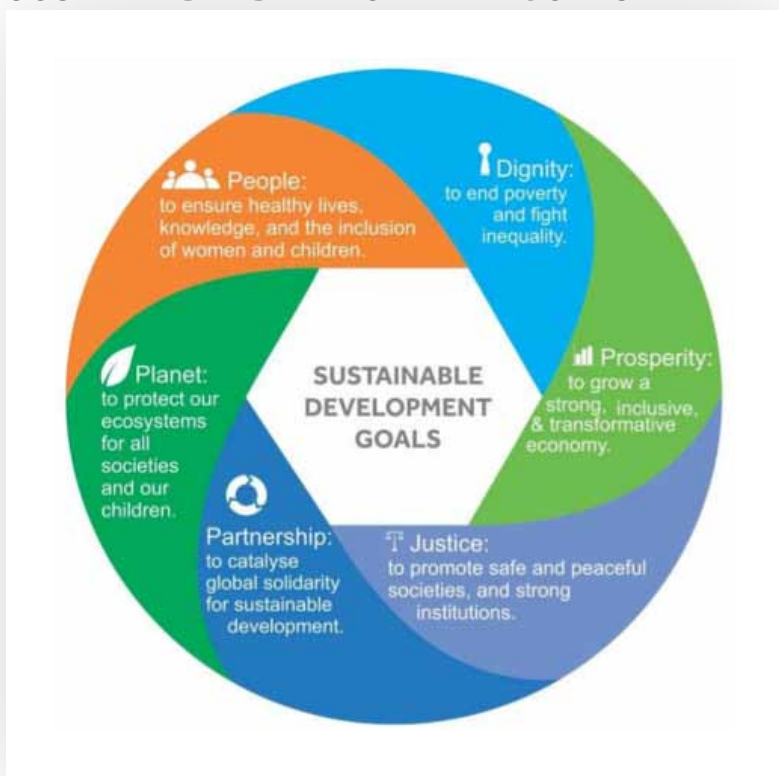 People:
to ensure healthy lives,
knowledge, and the inclusion
of women and children.
Dignity:
to end poverty
and fight
inequality.
Prosperity:
to grow a
strong, inclusive,
& transformative
economy.
Justice:
to promote safe and peaceful
societies, and strong
institutions.
Partnership:
to catalyse
global solidarity
for sustainable
development.
Planet:
to protect our
ecosystems
for all
societies
and our
children.
SUSTAINABLE
DEVELOPMENT
GOALS